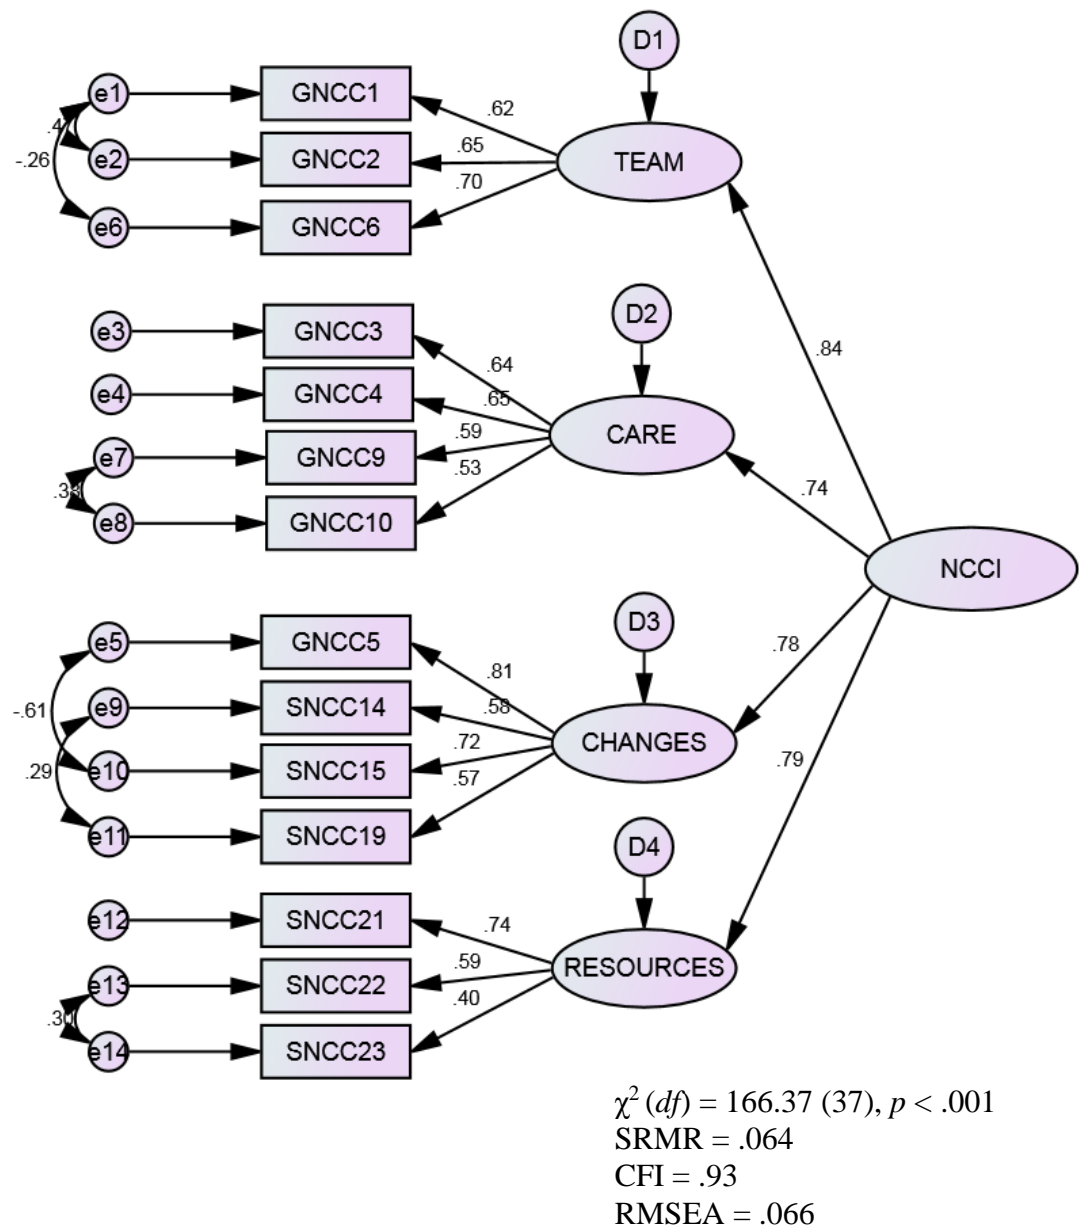 D1
e1
GNCC1
.62
-.26
e2
GNCC2
.65
TEAM
.70
e6
GNCC6
D2
e3
GNCC3
.64
.84
e4
GNCC4
.65
.59
CARE
e7
GNCC9
.53
.74
e8
GNCC10
NCCI
D3
e5
GNCC5
.81
.78
-.61
e9
SNCC14
.58
.72
CHANGES
.29
e10
SNCC15
.57
.79
e11
SNCC19
D4
e12
SNCC21
.74
.59
RESOURCES
e13
SNCC22
.40
e14
SNCC23
χ² (df) = 166.37 (37), p < .001
SRMR = .064
CFI = .93
RMSEA = .066